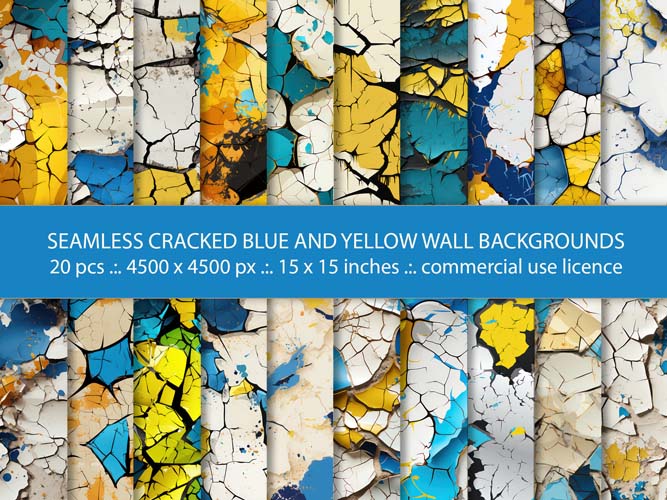 SEAMLESS CRACKED BLUE AND YELLOW WALL BACKGROUNDS
20 pcs .:. 4500 x 4500 px .:. 15 x 15 inches .:. commercial use licence